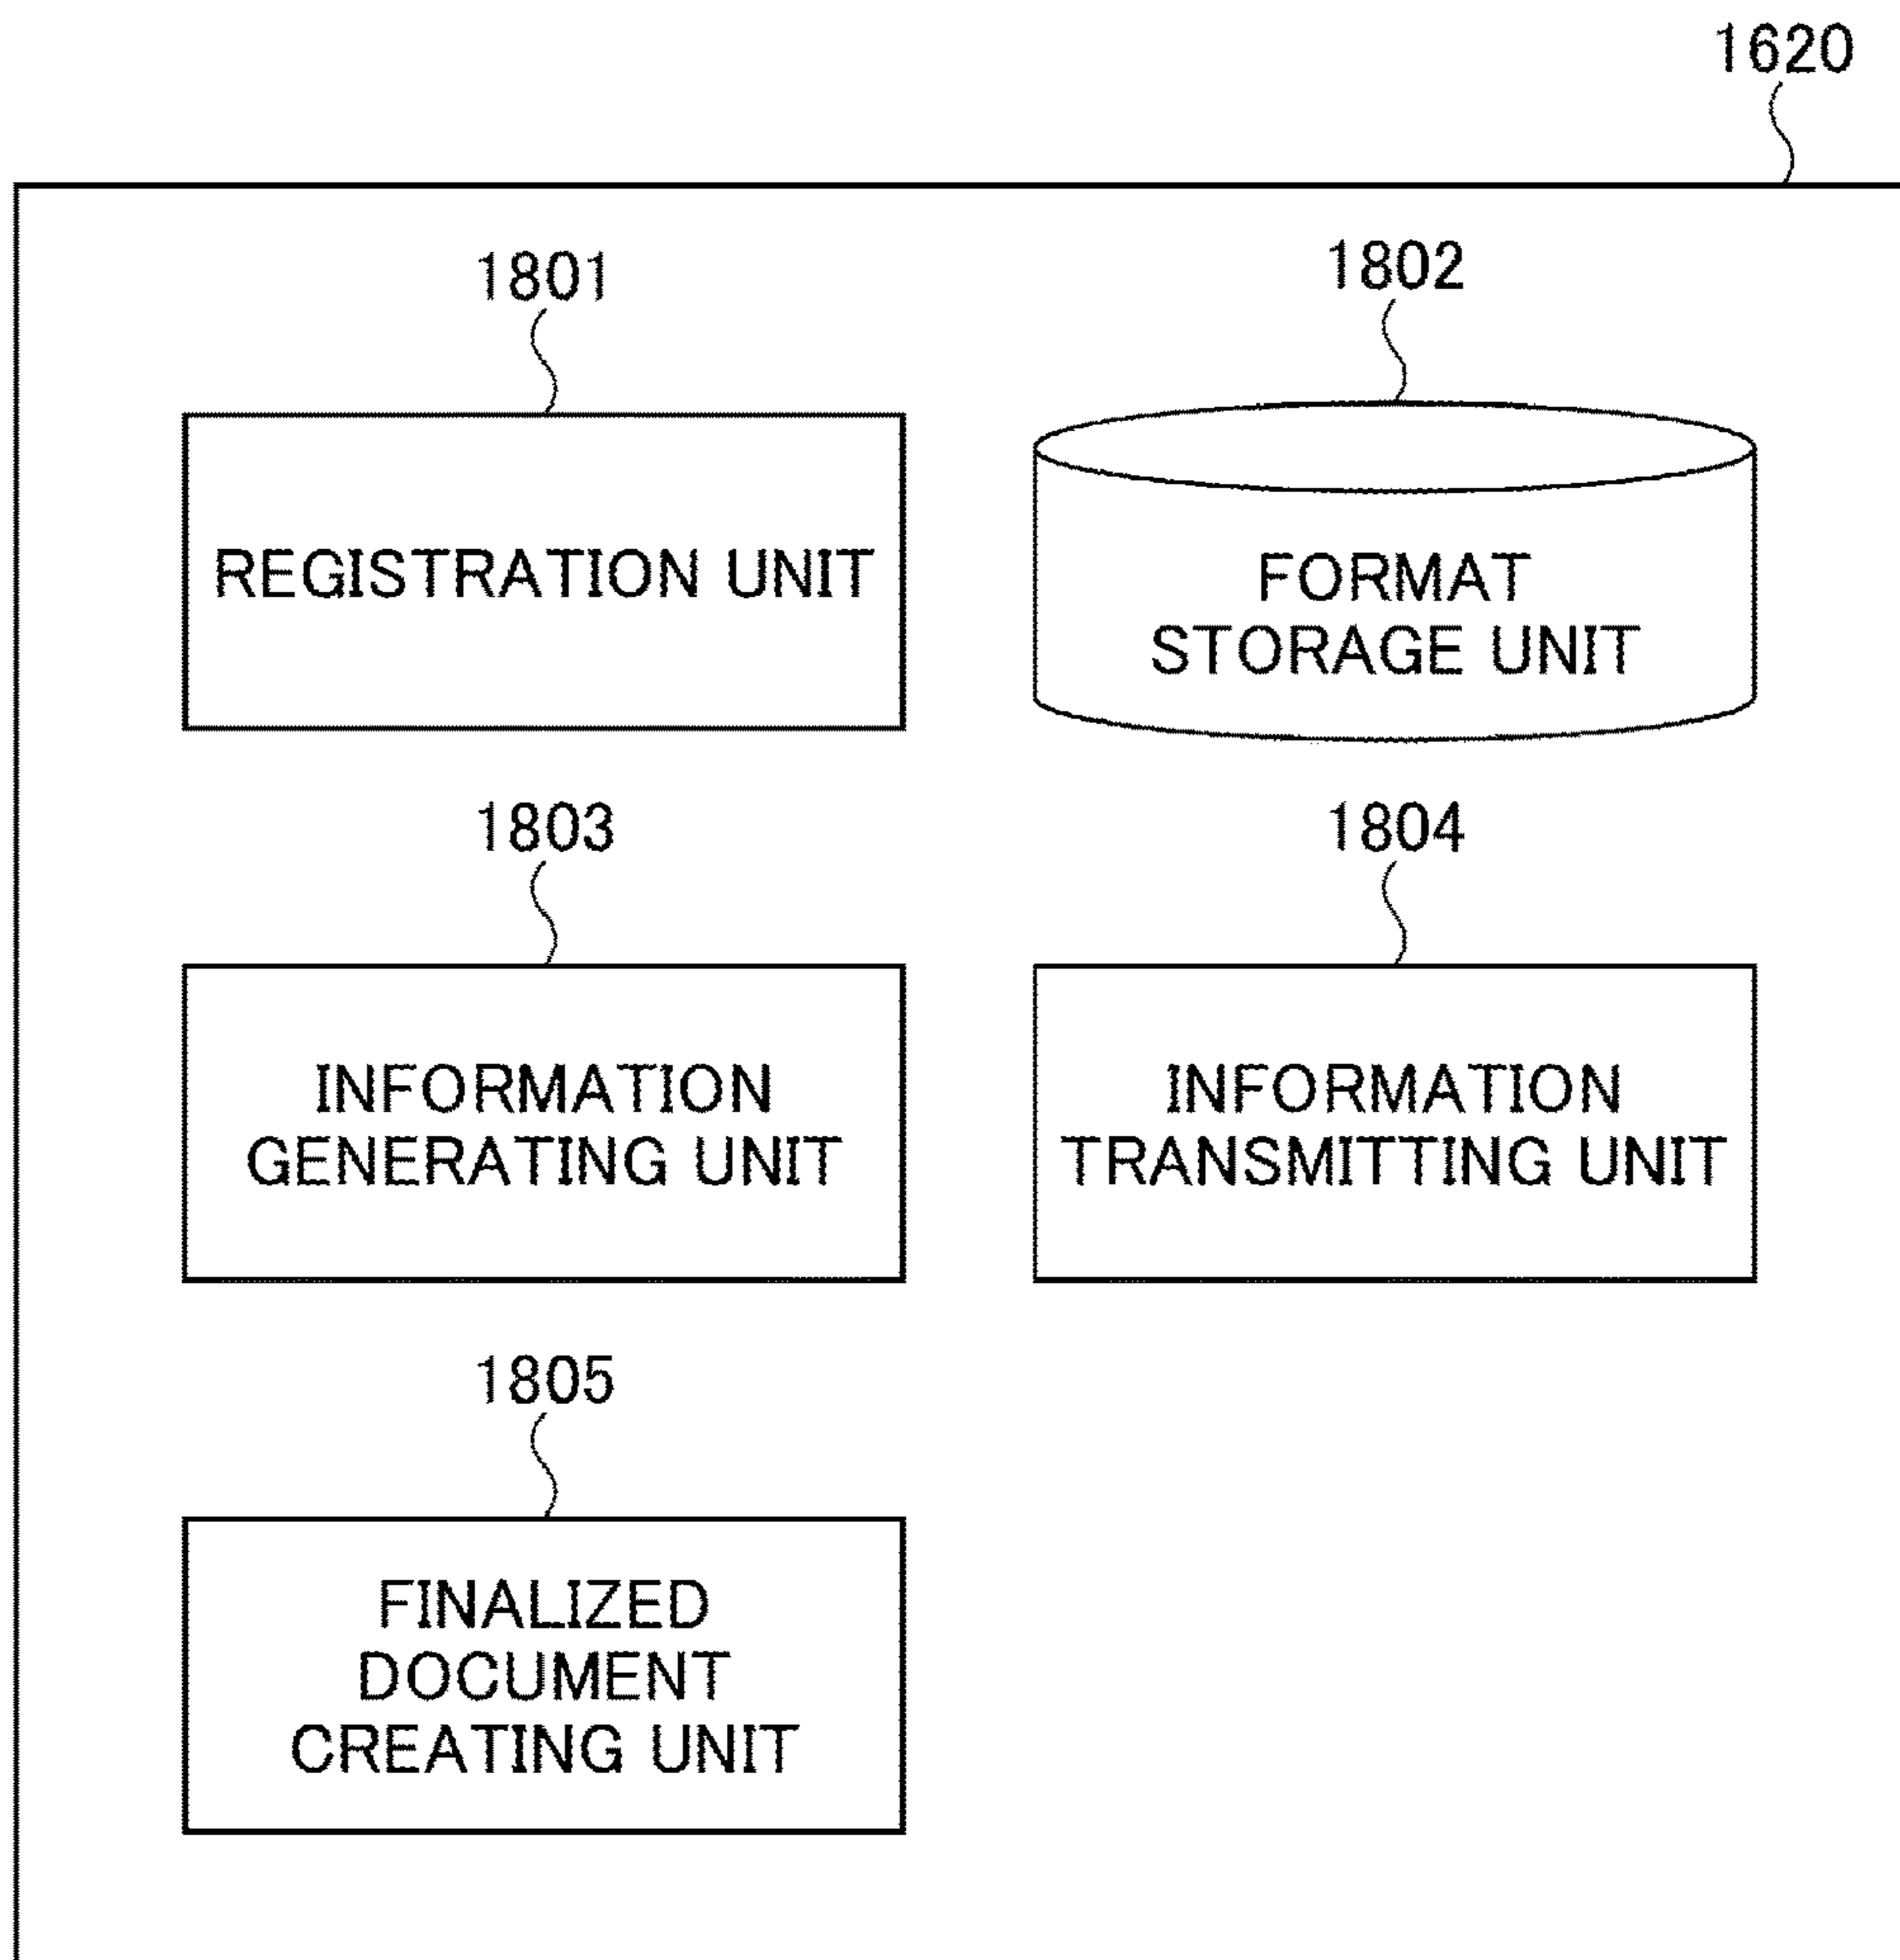 1620
1801
REGISTRATION UNIT
1802
FORMAT
STORAGE UNIT
1803
INFORMATION
GENERATING UNIT
1804
INFORMATION
TRANSMITTING UNIT
1805
FINALIZED
DOCUMENT
CREATING UNIT